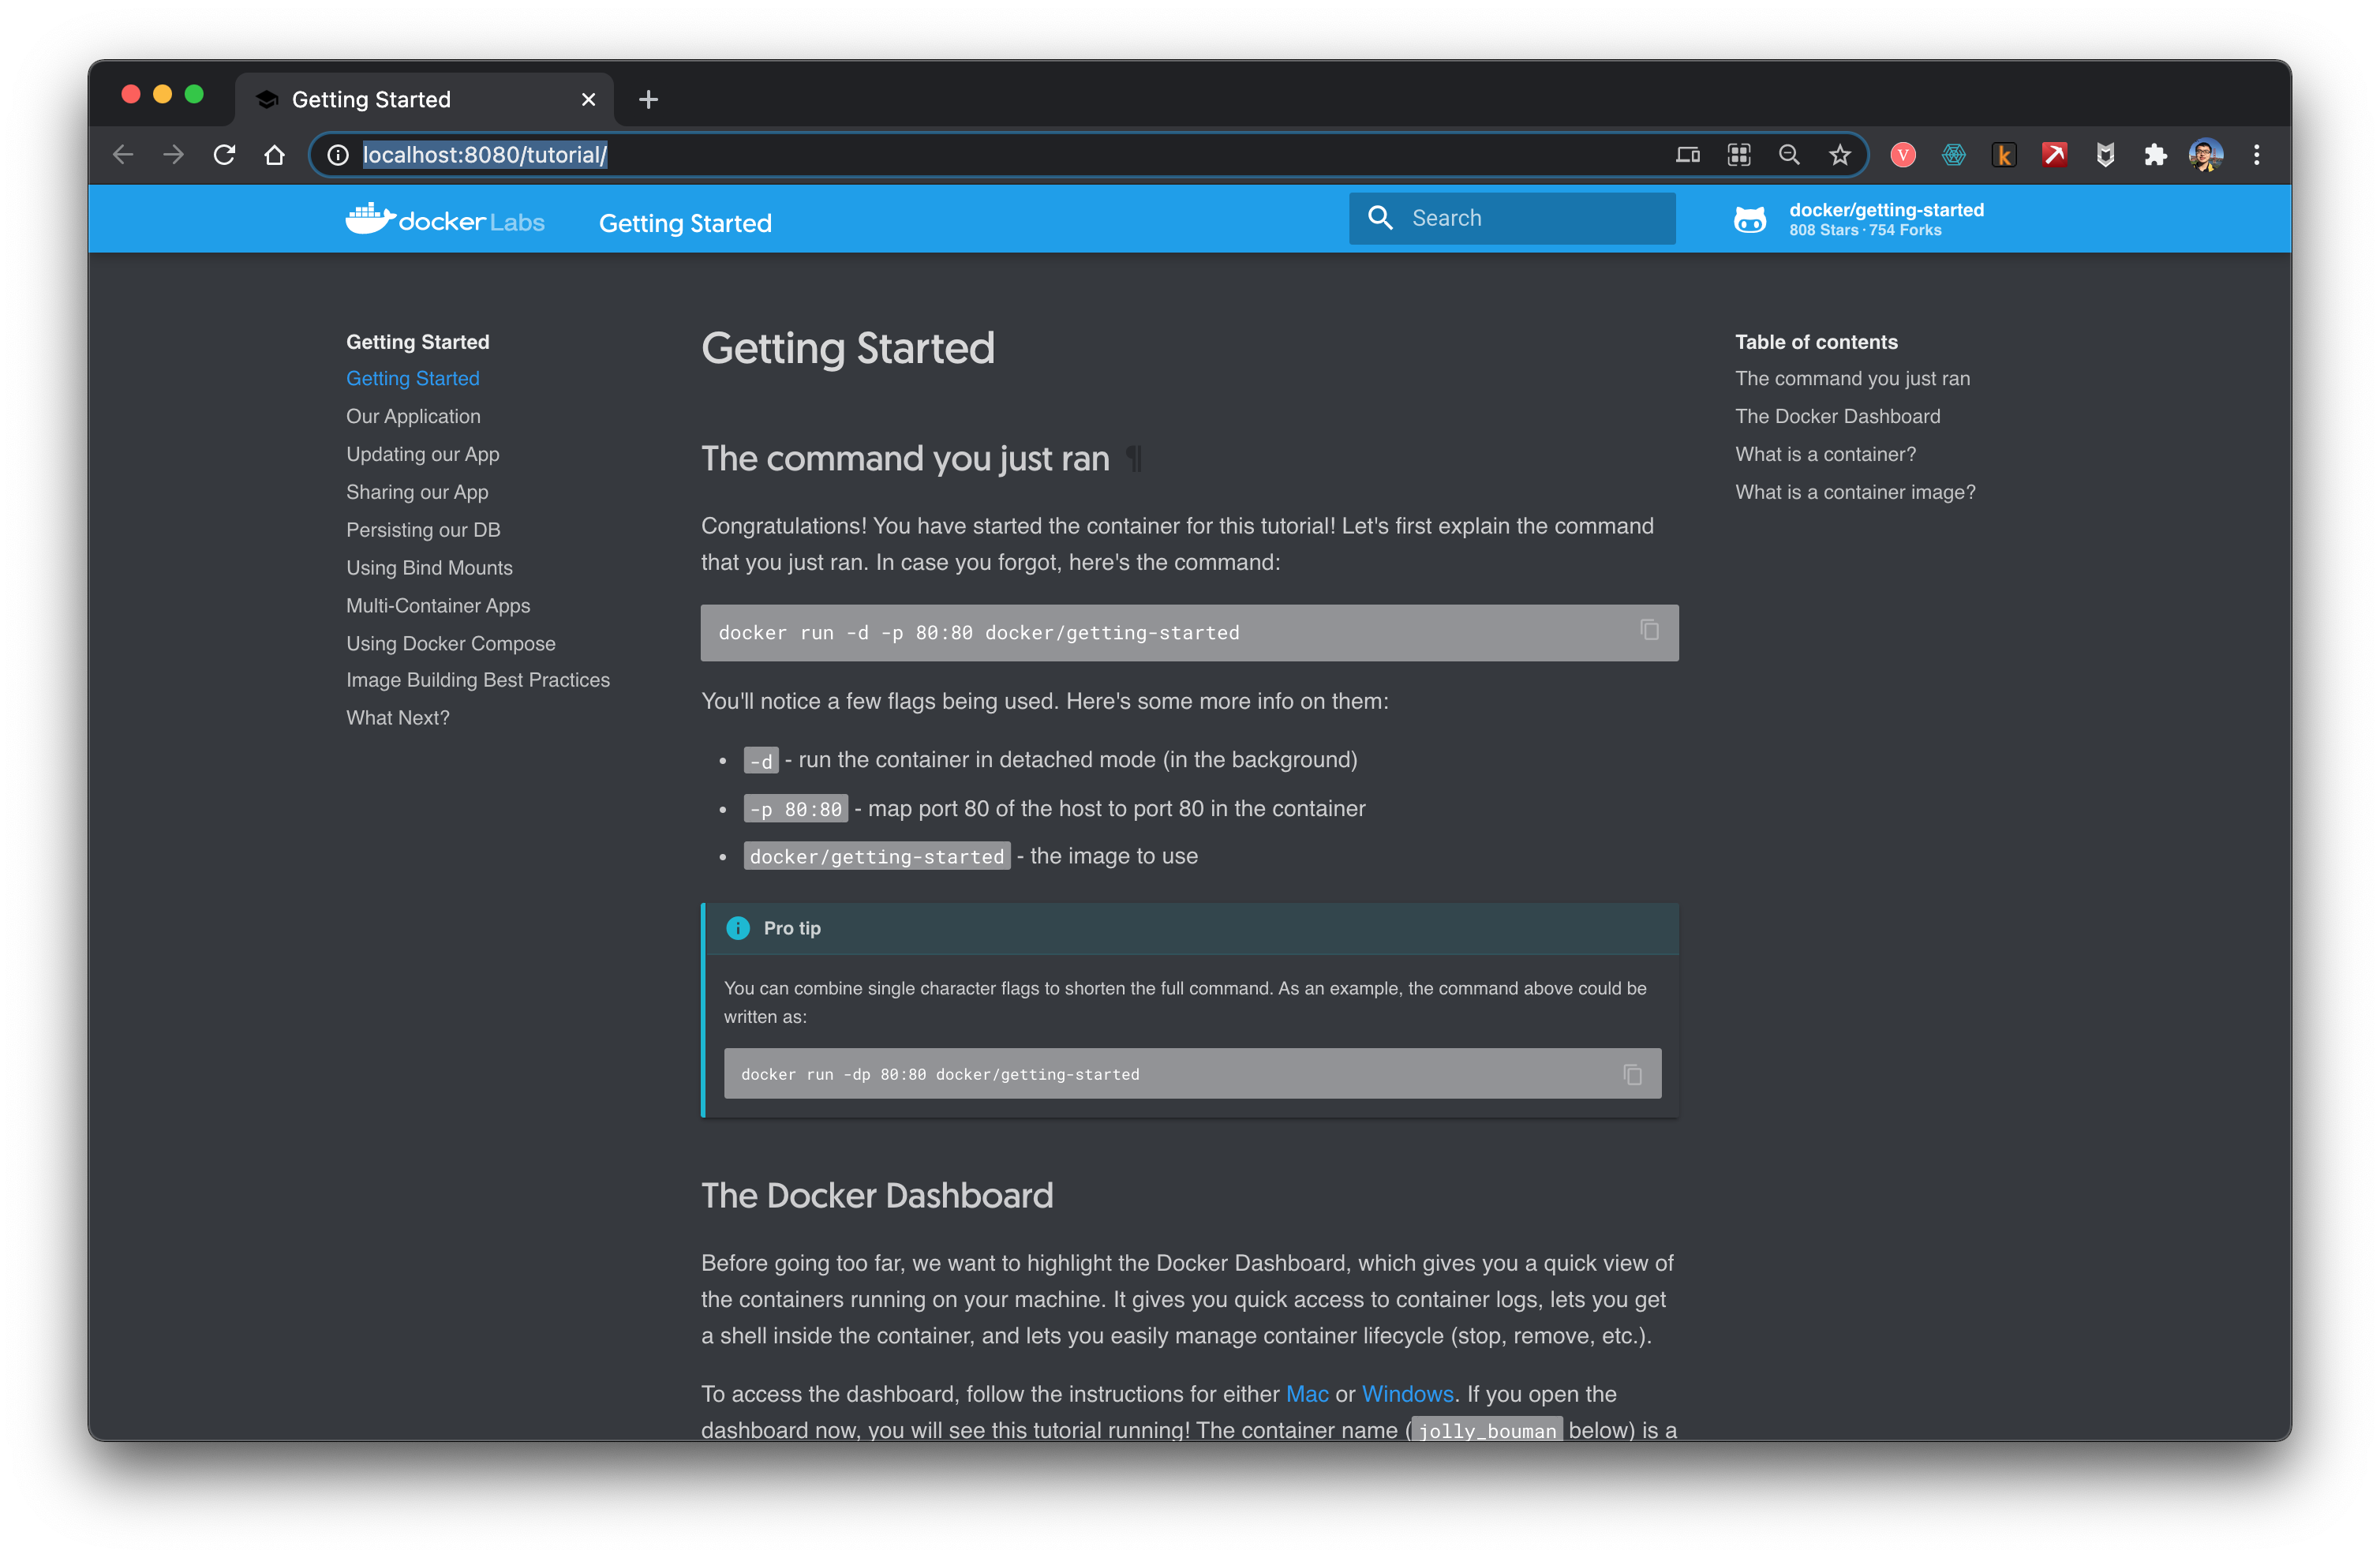 Getting Started
localhost:8080/tutorial/
V
k
docker Labs
Getting Started
Search
docker/getting-started
808 Stars · 754 Forks
Getting Started
Getting Started
Our Application
Updating our App
Sharing our App
Persisting our DB
Using Bind Mounts
Multi-Container Apps
Using Docker Compose
Image Building Best Practices
What Next?
Getting Started
The command you just ran ¶
Congratulations! You have started the container for this tutorial! Let's first explain the command
that you just ran. In case you forgot, here's the command:
docker run -d -p 80:80 docker/getting-started
You'll notice a few flags being used. Here's some more info on them:
• -d - run the container in detached mode (in the background)
• -p 80:80 - map port 80 of the host to port 80 in the container
• docker/getting-started - the image to use
Pro tip
You can combine single character flags to shorten the full command. As an example, the command above could be
written as:
docker run -dp 80:80 docker/getting-started
The Docker Dashboard
Before going too far, we want to highlight the Docker Dashboard, which gives you a quick view of
the containers running on your machine. It gives you quick access to container logs, lets you get
a shell inside the container, and lets you easily manage container lifecycle (stop, remove, etc.).
To access the dashboard, follow the instructions for either Mac or Windows. If you open the
dashboard now, you will see this tutorial running! The container name (jolly_bouman below) is a
Table of contents
The command you just ran
The Docker Dashboard
What is a container?
What is a container image?